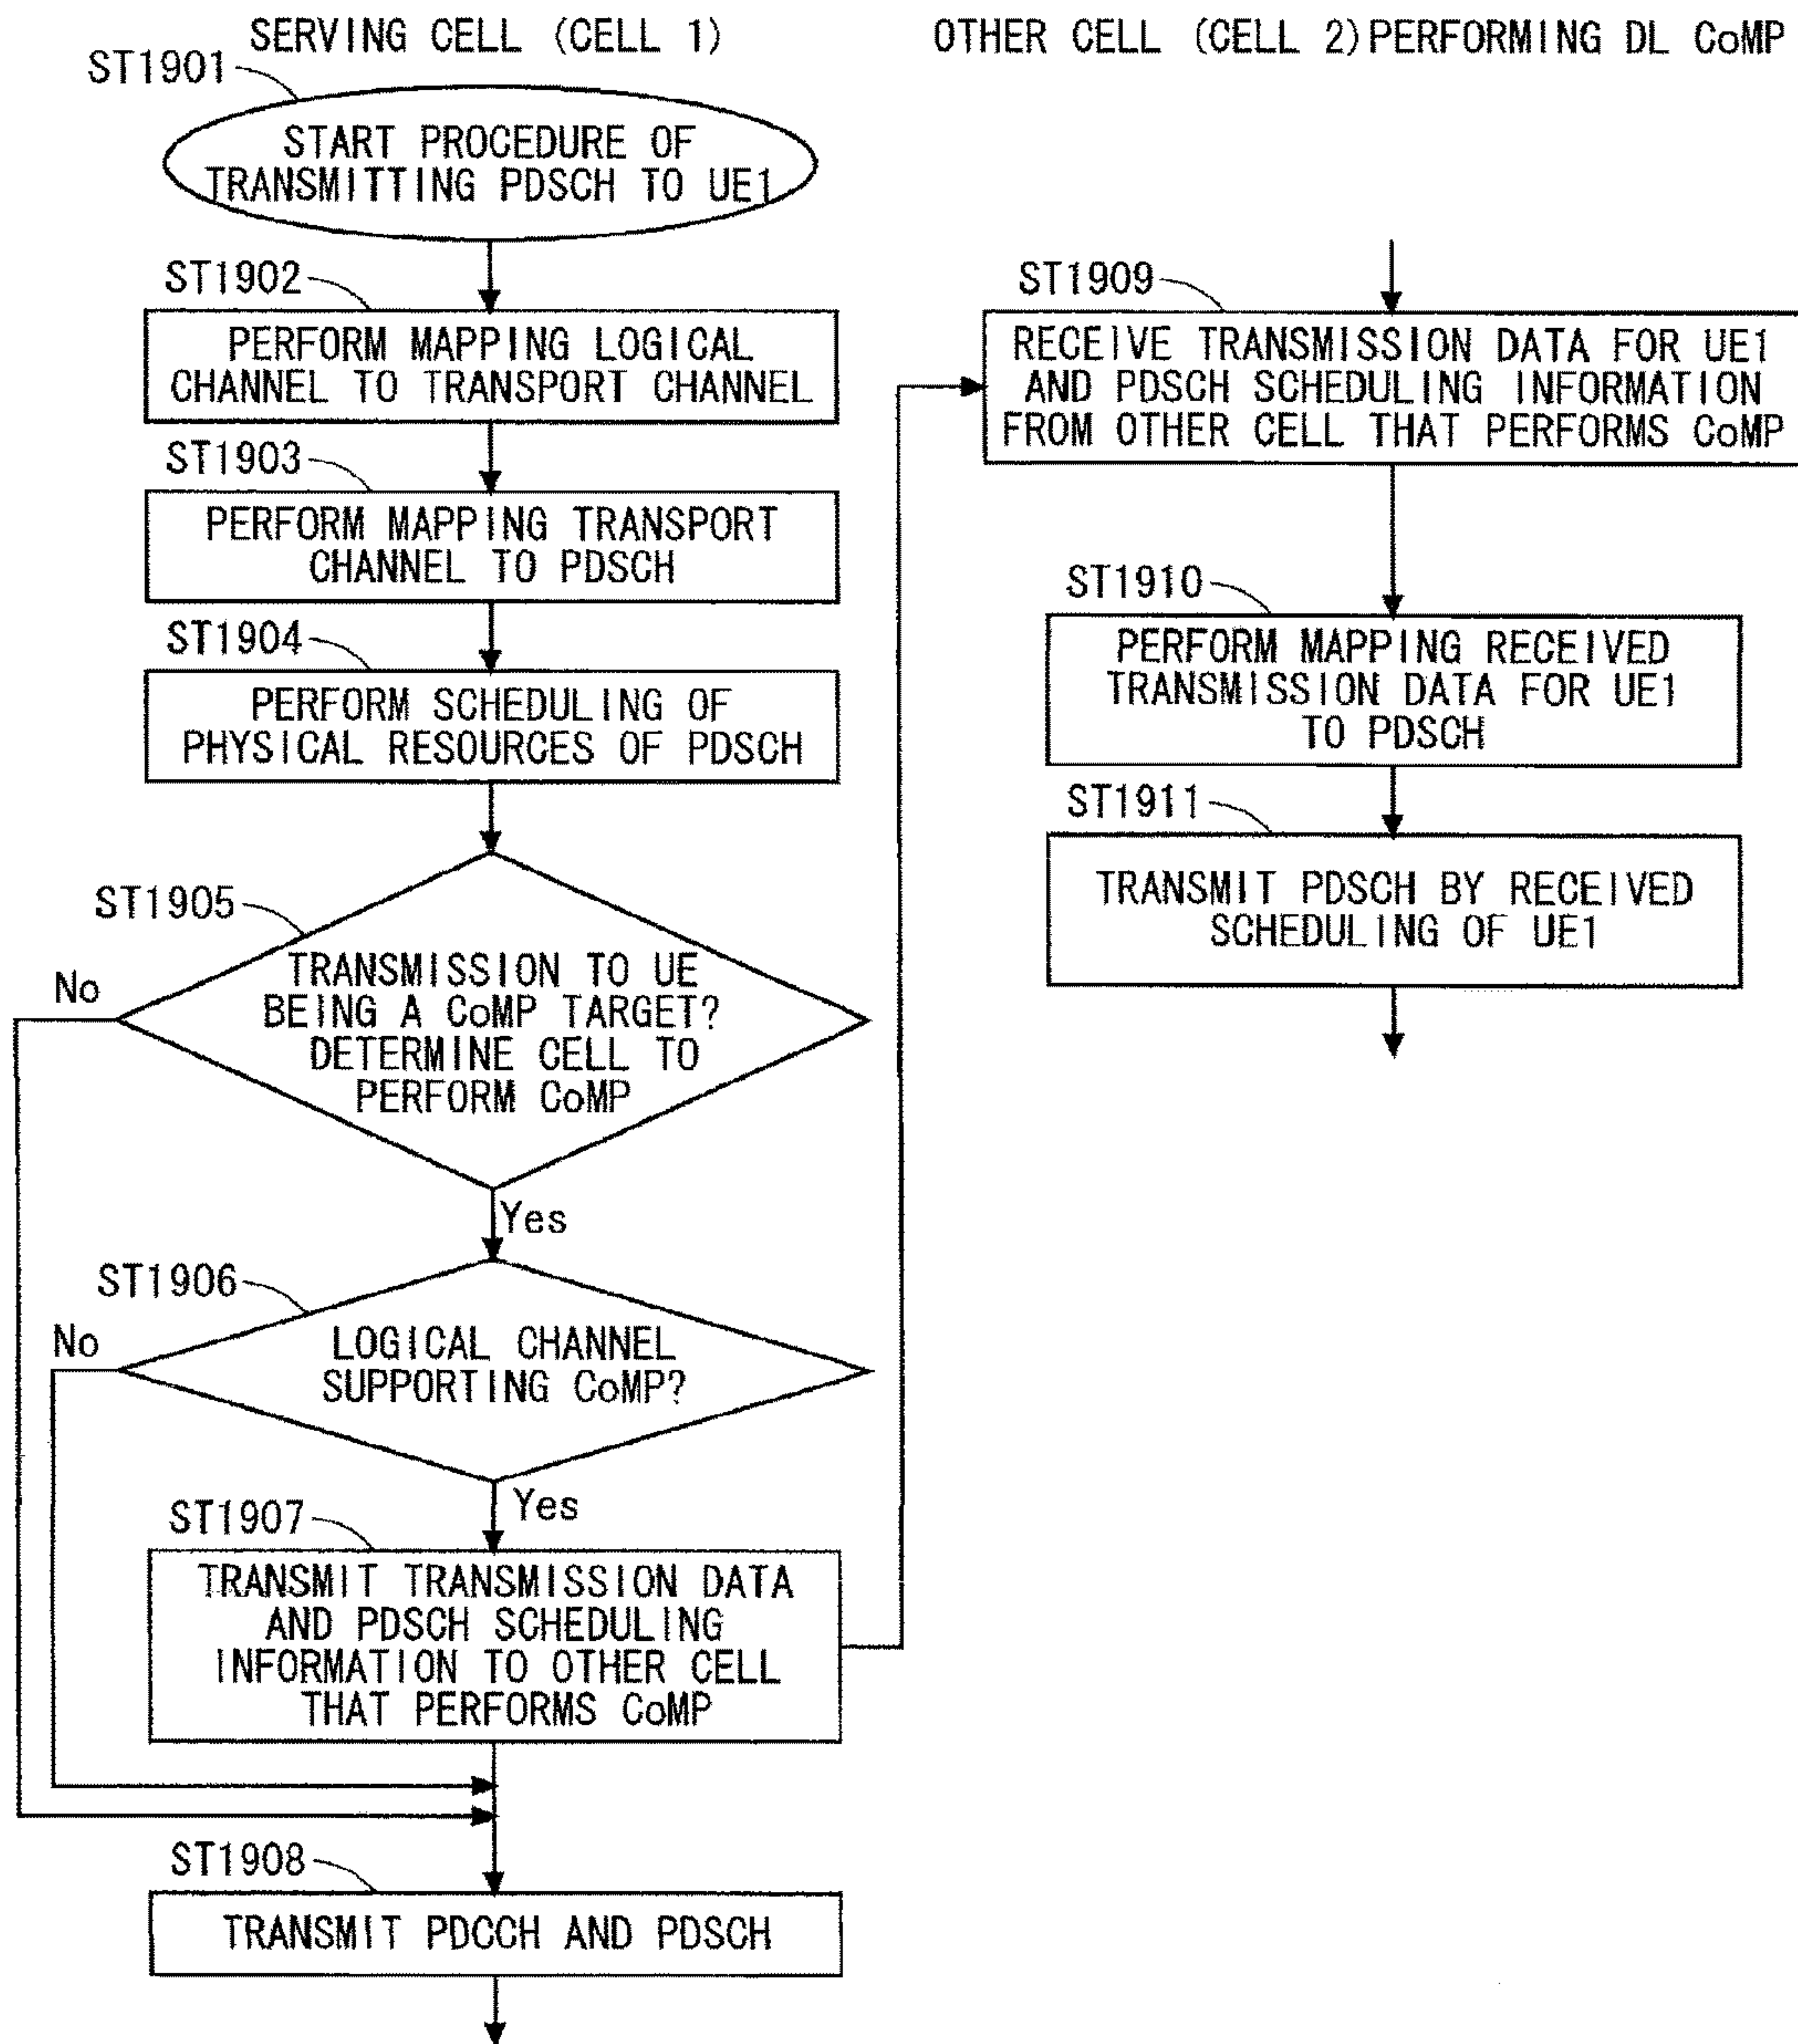 SERVING CELL (CELL 1)
OTHER CELL (CELL 2) PERFORMING DL CoMP
ST1901
START PROCEDURE OF
TRANSMITTING PDSCH TO UE1
ST1902
PERFORM MAPPING LOGICAL
CHANNEL TO TRANSPORT CHANNEL
ST1903
PERFORM MAPPING TRANSPORT
CHANNEL TO PDSCH
ST1904
PERFORM SCHEDULING OF
PHYSICAL RESOURCES OF PDSCH
ST1905
TRANSMISSION TO UE
BEING A CoMP TARGET?
DETERMINE CELL TO
PERFORM CoMP
No
Yes
ST1906
LOGICAL CHANNEL
SUPPORTING CoMP?
No
Yes
ST1907
TRANSMIT TRANSMISSION DATA
AND PDSCH SCHEDULING
INFORMATION TO OTHER CELL
THAT PERFORMS CoMP
ST1908
TRANSMIT PDCCH AND PDSCH
ST1909
RECEIVE TRANSMISSION DATA FOR UE1
AND PDSCH SCHEDULING INFORMATION
FROM OTHER CELL THAT PERFORMS CoMP
ST1910
PERFORM MAPPING RECEIVED
TRANSMISSION DATA FOR UE1
TO PDSCH
ST1911
TRANSMIT PDSCH BY RECEIVED
SCHEDULING OF UE1